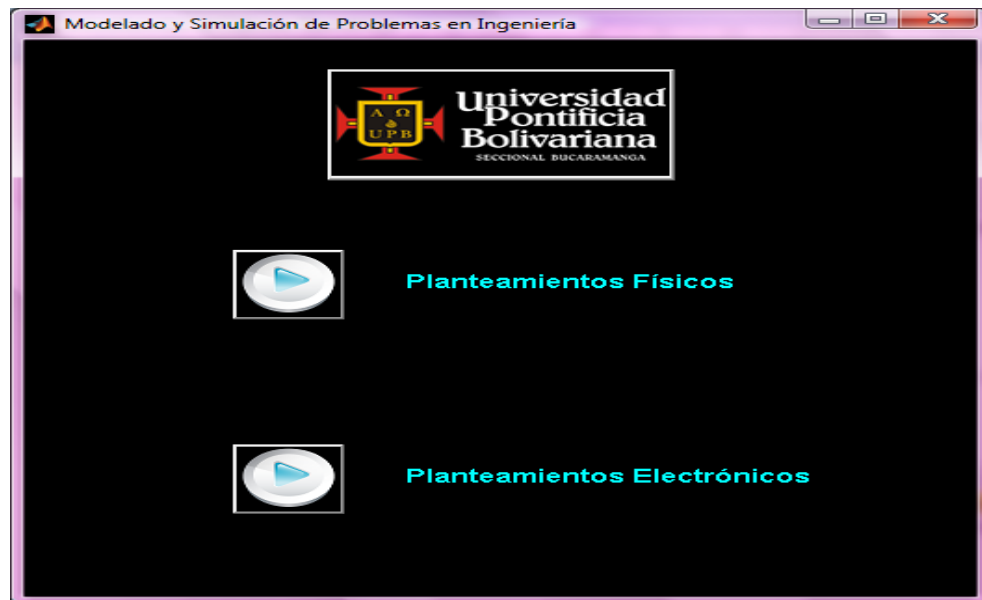 Modelado y Simulación de Problemas en Ingeniería
Universidad
Pontificia
Bolivariana
SECCIONAL BUCARAMANGA
Α Ω
UPB
Planteamientos Físicos
Planteamientos Electrónicos